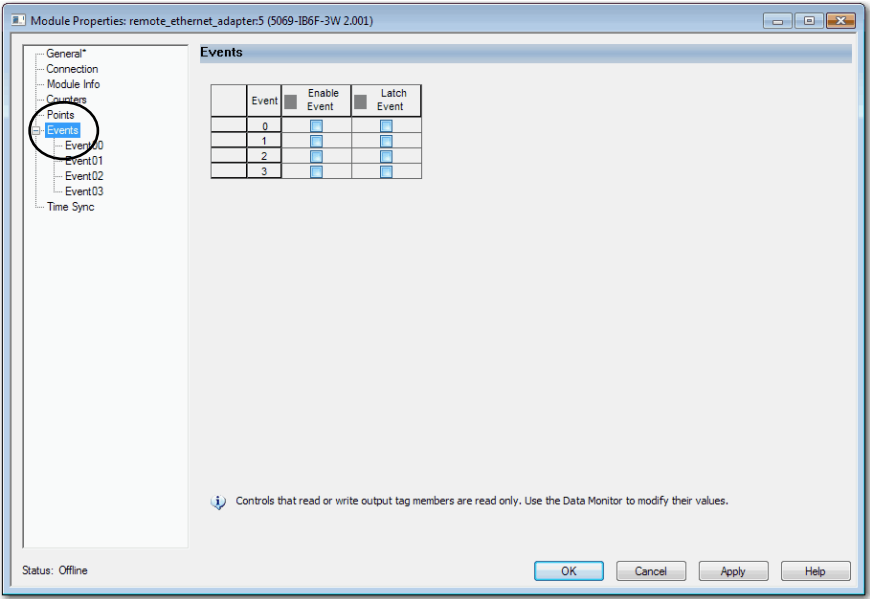 Module Properties: remote_ethernet_adapter:5 (5069-IB6F-3W 2.001)
General*
Connection
Module Info
Counters
Points
Events
Event00
Event01
Event02
Event03
Time Sync
Events
Event Enable Event Latch Event
0
1
2
3
Controls that read or write output tag members are read only. Use the Data Monitor to modify their values.
Status: Offline
OK Cancel Apply Help